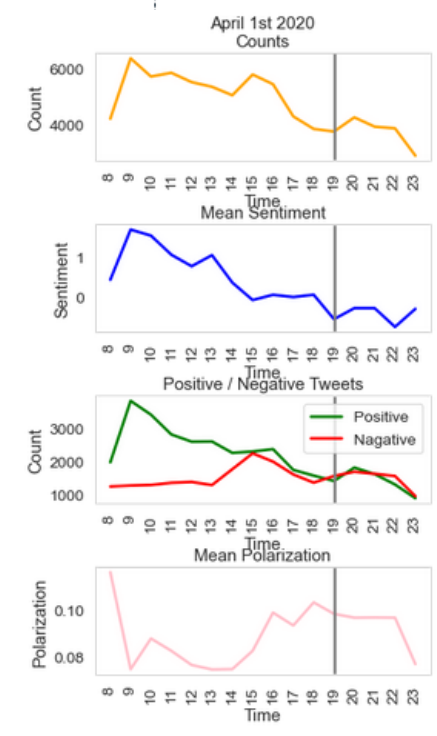 April 1st 2020
Counts
Count
6000
4000
8 9 10 11 12 13 14 15 16 17 18 19 20 21 22 23
Time
Mean Sentiment
Sentiment
1
0
8 9 10 11 12 13 14 15 16 17 18 19 20 21 22 23
Time
Positive / Negative Tweets
Count
3000
2000
1000
Positive
Nagative
8 9 10 11 12 13 14 15 16 17 18 19 20 21 22 23
Time
Mean Polarization
Polarization
0.10
0.08
8 9 10 11 12 13 14 15 16 17 18 19 20 21 22 23
Time